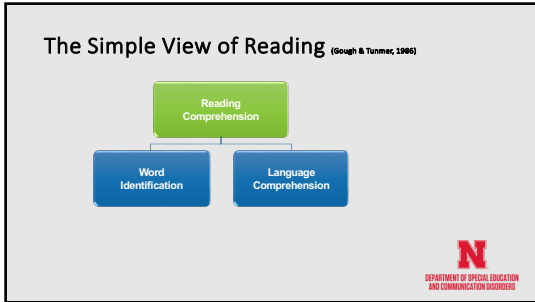 The Simple View of Reading (Gough & Tunmer, 1986)
Reading
Comprehension
Word
Identification
Language
Comprehension
N
DEPARTMENT OF SPECIAL EDUCATION
AND COMMUNICATION DISORDERS